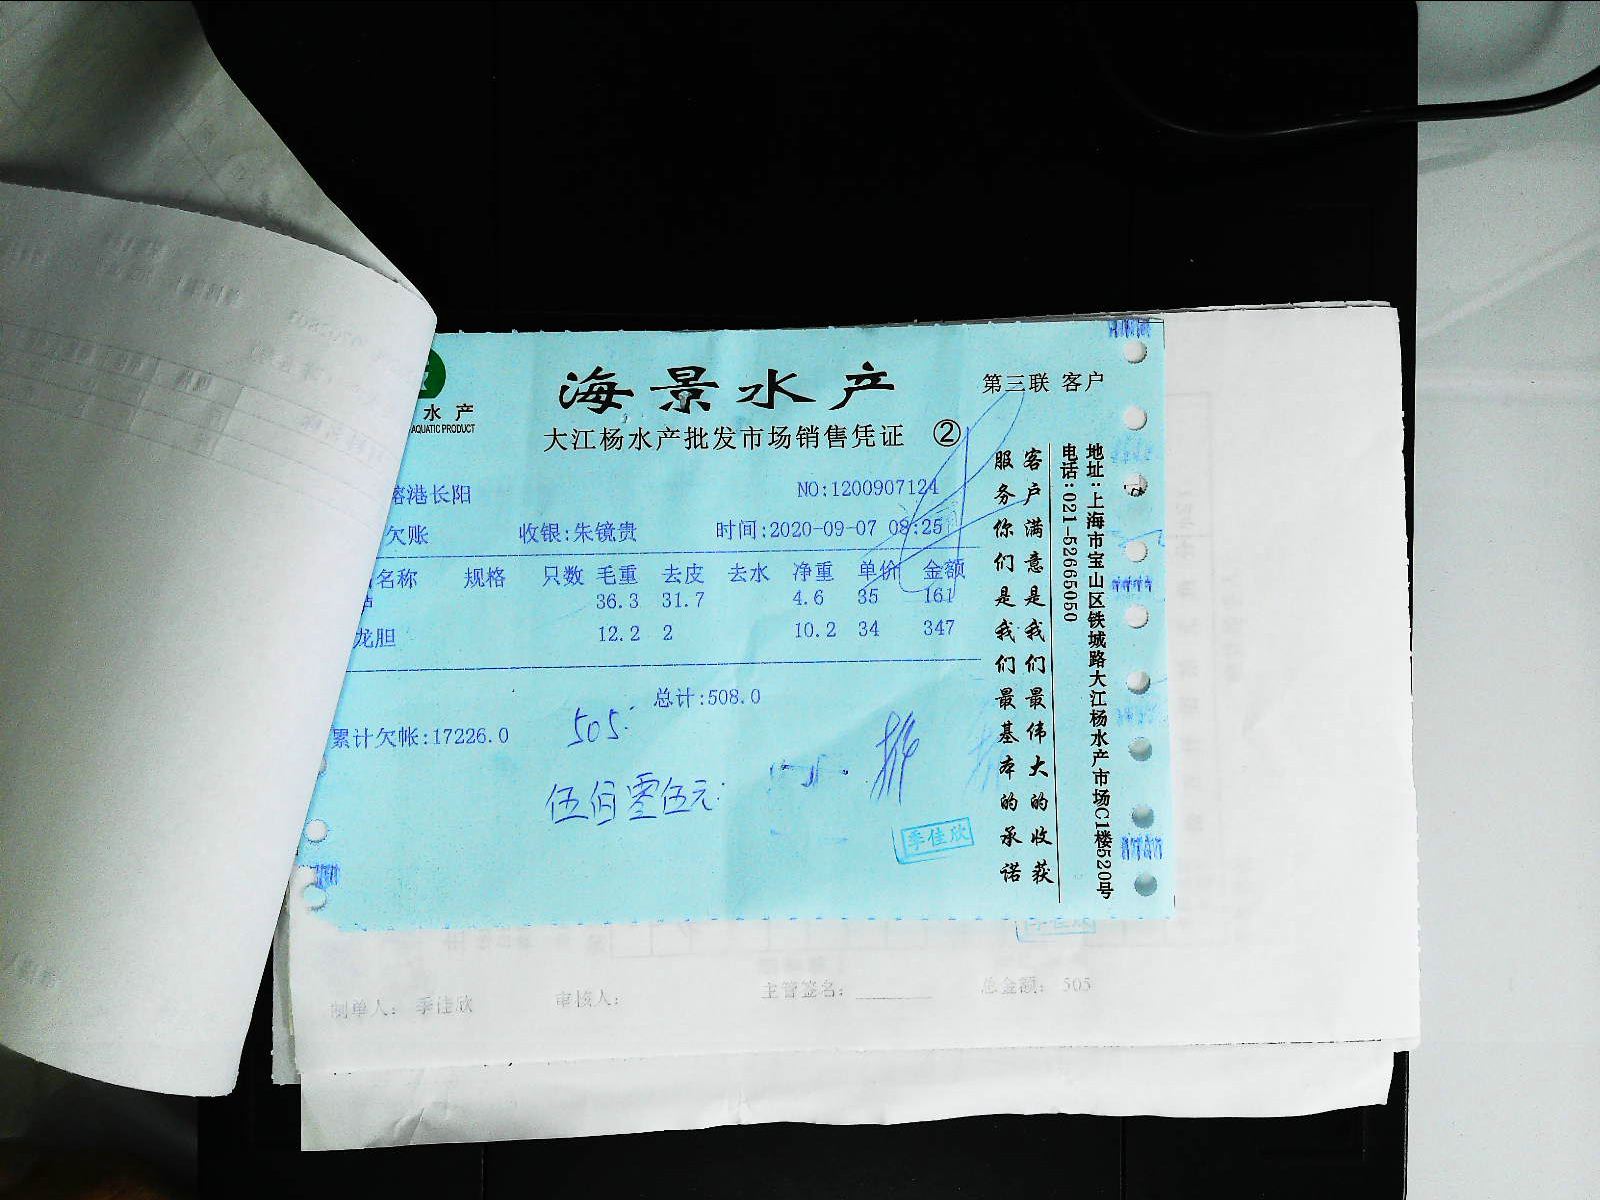 水产
AQUATIC PRODUCT
海景水产
第三联 客户
大江杨水产批发市场销售凭证 ②
港长阳
NO:1200907124
欠账 收银:朱镜贵 时间:2020-09-07 08:25
名称 规格 只数 毛重 去皮 去水 净重 单价 金额
36.3 31.7 4.6 35 161
龙胆 12.2 2 10.2 34 347
总计:508.0
累计欠帐:17226.0
505.
伍佰零伍元
季佳欣
客户满意是我们最伟大的收获
服务你们是我们最基本的承诺
地址:上海市宝山区铁城路大江杨水产市场C1楼520号
电话:021-52665050
制单人: 季佳欣 审核人: 主管签名: 总金额: 505